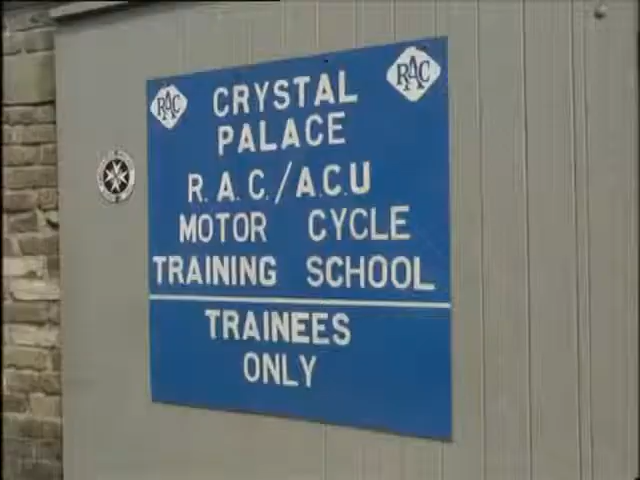 RAC RAC
CRYSTAL
PALACE
R.A.C./A.C.U
MOTOR CYCLE
TRAINING SCHOOL
TRAINEES
ONLY